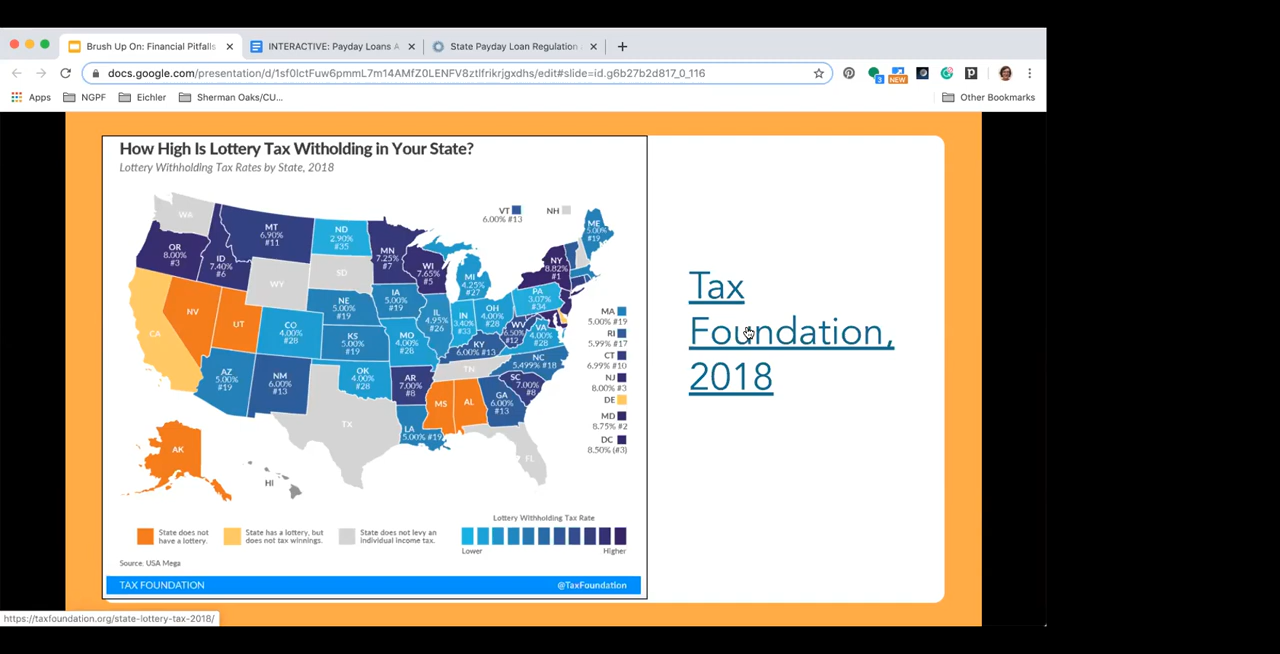 Brush Up On: Financial Pitfalls
INTERACTIVE: Payday Loans A
State Payday Loan Regulation
docs.google.com/presentation/d/1sf0IctFuw6pmmL7m14AMfZ0LENFV8ztlfrikrjgxdhs/edit#slide=id.g6b27b2d817_0_116
3
NEW
Apps
NGPF
Eichler
Sherman Oaks/CU...
Other Bookmarks
How High Is Lottery Tax Witholding in Your State?
Lottery Withholding Tax Rates by State, 2018
WA
OR
8.00%
#3
ID
7.40%
#6
MT
6.90%
#11
ND
2.90%
#35
MN
7.25%
#7
WI
7.65%
#5
MI
4.25%
#27
VT
6.00% #13
NH
ME
5.00%
#19
NY
8.82%
#1
PA
3.07%
#34
CA
NV
UT
WY
SD
NE
5.00%
#19
IA
5.00%
#19
IL
4.95%
#26
IN
3.40%
#33
OH
4.00%
#28
WV
6.50%
#12
VA
4.00%
#28
CO
4.00%
#28
KS
5.00%
#19
MO
4.00%
#28
KY
6.00% #13
NC
5.499% #18
TN
SC
7.00%
#8
AZ
5.00%
#19
NM
6.00%
#13
OK
4.00%
#28
AR
7.00%
#8
MS
AL
GA
6.00%
#13
LA
5.00% #19
TX
FL
AK
HI
MA
5.00% #19
RI
5.99% #17
CT
6.99% #10
NJ
8.00% #3
DE
MD
8.75% #2
DC
8.50% (#3)
State does not
have a lottery.
State has a lottery, but
does not tax winnings.
State does not levy an
individual income tax.
Lottery Withholding Tax Rate
Lower
Higher
Source: USA Mega
TAX FOUNDATION
@TaxFoundation
Tax
Foundation,
2018
https://taxfoundation.org/state-lottery-tax-2018/